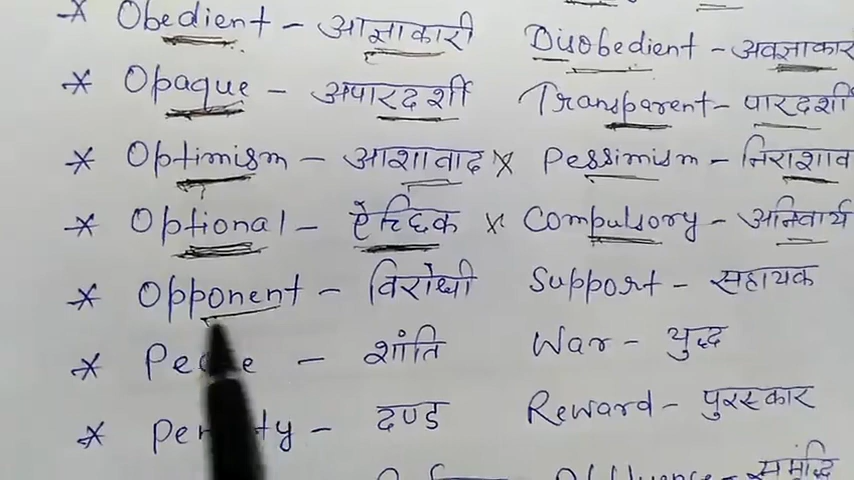 * Obedient - आज्ञाकारी Disobedient - अवज्ञाकार
* Opaque - अपारदर्शी Transparent - पारदर्शी
* Optimism - आशावाद × Pessimism - निराशाव
* Optional - ऐच्छिक × Compulsory - अनिवार्य
* Opponent - विरोधी Support - सहायक
* - शांति War - युद्ध
* - दण्ड Reward - पुरस्कार